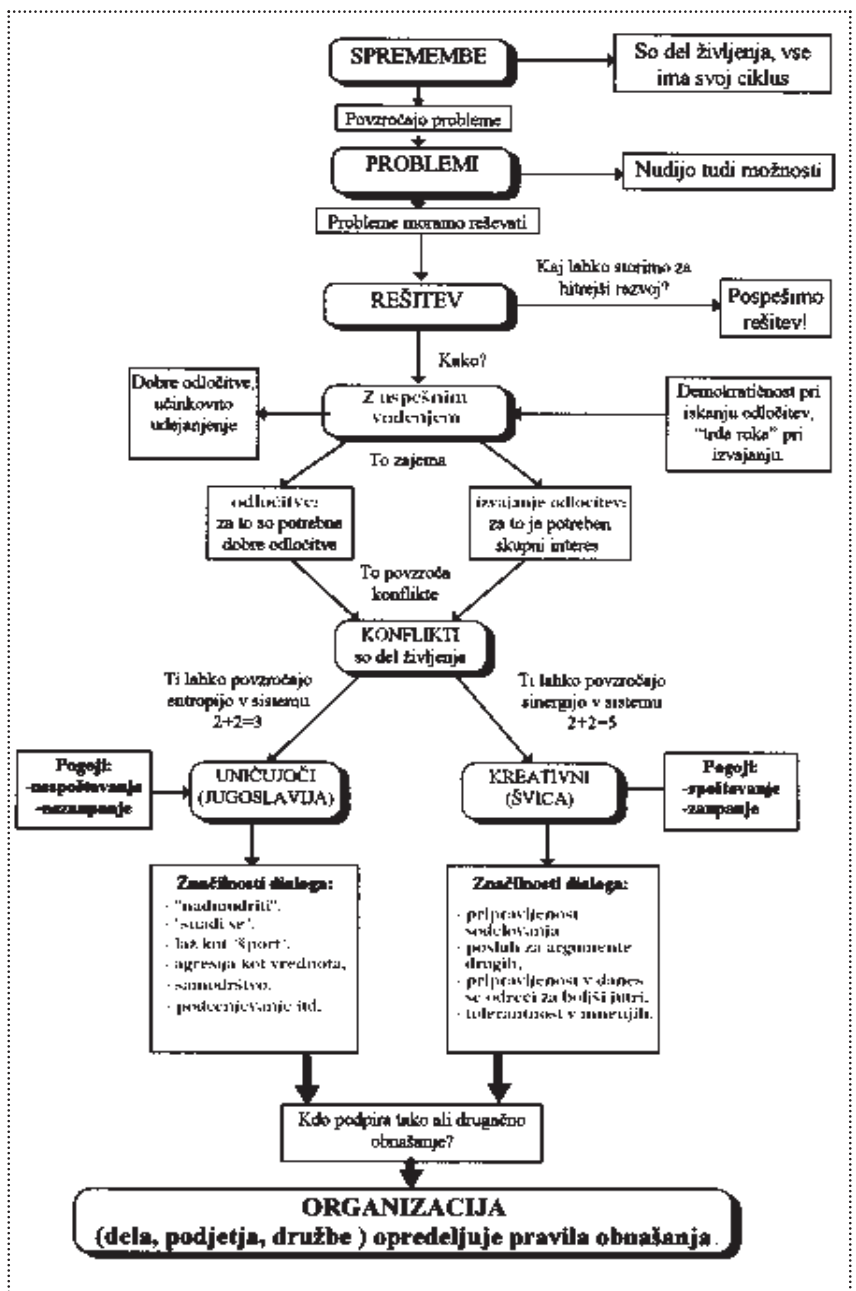 SPREMEMBE
So del življenja, vse
ima svoj ciklus
Povzročajo probleme
PROBLEMI
Nudijo tudi možnosti
Probleme moramo reševati
Kaj lahko storimo za
hitrejši razvoj?
REŠITEV
Pospešimo
rešitev!
Kako?
Dobre odločitve,
učinkovito
udejanjenje
Z uspešnim
vodenjem
Demokratičnost pri
iskanju odločitev,
"trda roka" pri
izvajanju.
To zajema
odločitve:
za to so potrebne
dobre odločitve
izvajanje odločitev:
za to je potreben
skupni interes
To povzroča
konflikte
KONFLIKTI
so del življenja
Ti lahko povzročajo
entropijo v sistemu
2+2=3
Ti lahko povzročajo
sinergijo v sistemu
2+2=5
Pogoji:
-nespoštovanje
-nezaupanje
UNIČUJOČI
(JUGOSLAVIJA)
KREATIVNI
(ŠVICA)
Pogoji:
-spoštovanje
-zaupanje
Značilnosti dialoga:
- "nadmudriti",
- "snađi se",
- laž kot "šport",
- agresija kot vrednota,
- samodrštvo,
- podcenjevanje itd.
Značilnosti dialoga:
- pripravljenost
sodelovanja
- posluh za argumente
drugih,
- pripravljenost v danes
se odreči za boljši jutri,
- tolerantnost v mnenjih.
Kdo podpira tako ali drugačno
obnašanje?
ORGANIZACIJA
(dela, podjetja, družbe ) opredeljuje pravila obnašanja